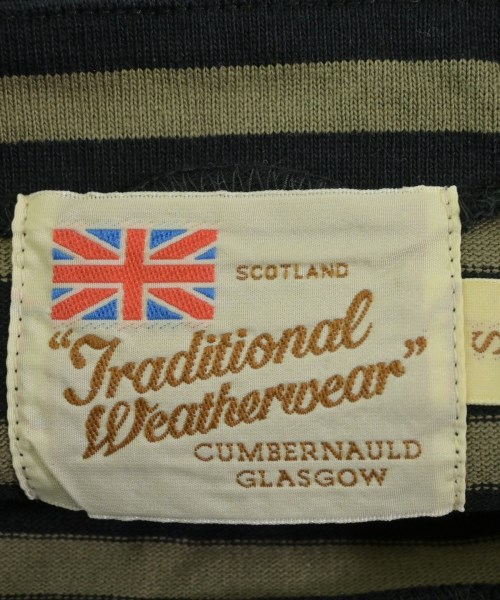 SCOTLAND
"Traditional
Weatherwear"
CUMBERNAULD
GLASGOW
S